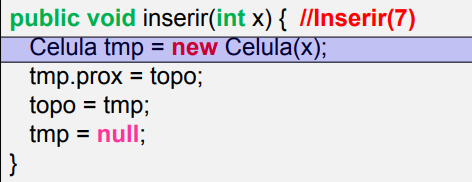 public void inserir(int x) { //Inserir(7)
Celula tmp = new Celula(x);
tmp.prox = topo;
topo = tmp;
tmp = null;
}